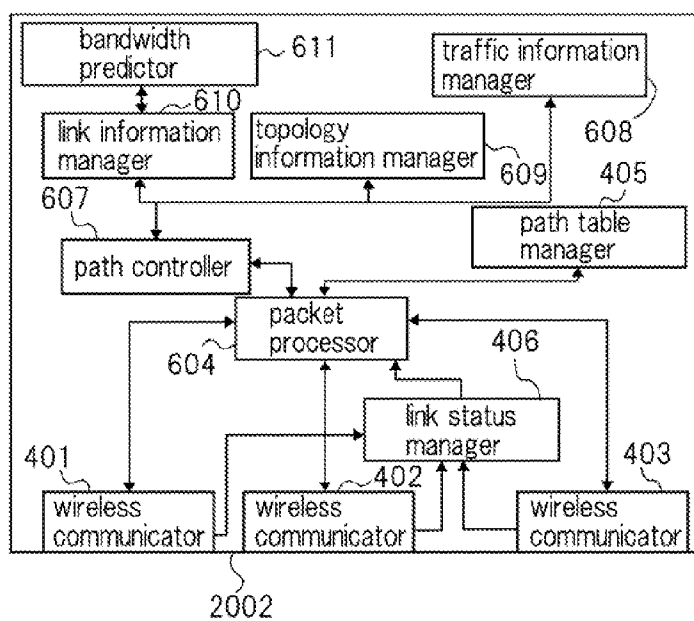 bandwidth
predictor
611
traffic information
manager
608
610
link information
manager
topology
information manager
609
405
path table
manager
607
path controller
packet
processor
604
406
link status
manager
401
wireless
communicator
402
wireless
communicator
403
wireless
communicator
2002